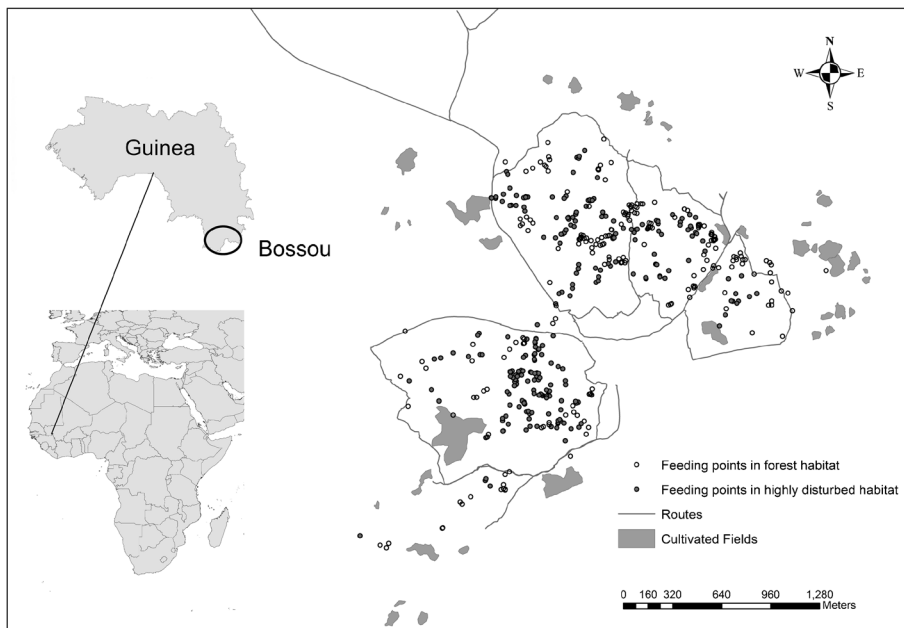 Guinea
Bossou
N
W E
S
Feeding points in forest habitat
Feeding points in highly disturbed habitat
Routes
Cultivated Fields
0 160 320 640 960 1,280
Meters